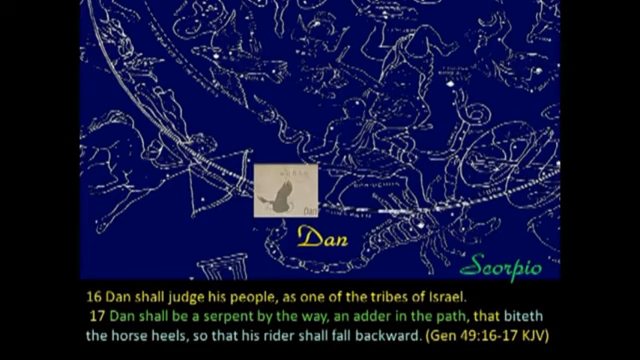 Dan
Dan
Scorpio
16 Dan shall judge his people, as one of the tribes of Israel.
17 Dan shall be a serpent by the way, an adder in the path, that biteth
the horse heels, so that his rider shall fall backward. (Gen 49:16-17 KJV)